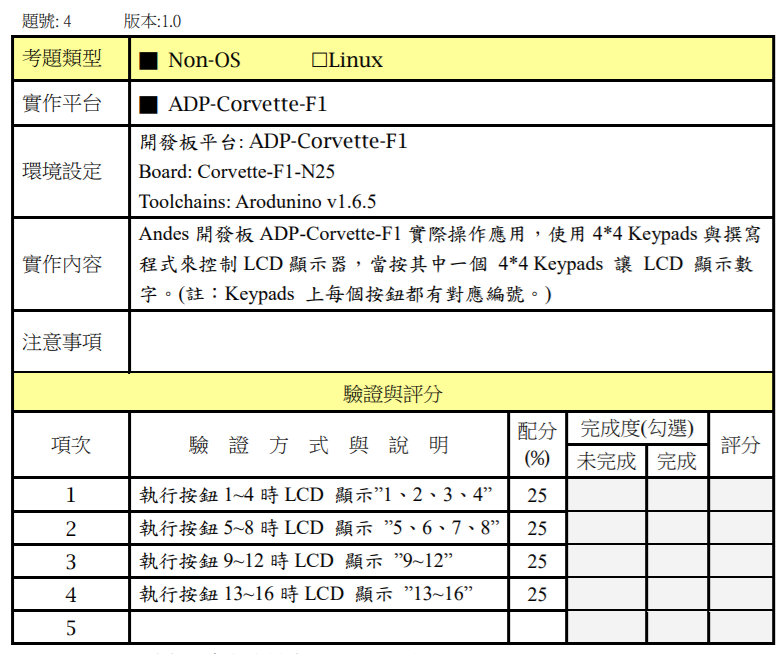 題號: 4 版本:1.0
考題類型 ■ Non-OS □Linux
實作平台 ■ ADP-Corvette-F1
環境設定
開發板平台: ADP-Corvette-F1
Board: Corvette-F1-N25
Toolchains: Arodunino v1.6.5
實作內容
Andes 開發板 ADP-Corvette-F1 實際操作應用，使用 4*4 Keypads 與撰寫
程式來控制 LCD 顯示器，當按其中一個 4*4 Keypads 讓 LCD 顯示數
字。(註：Keypads 上每個按鈕都有對應編號。)
注意事項
驗證與評分
項次 驗 證 方 式 與 說 明 配分 (%) 完成度(勾選) 評分
未完成 完成
1 執行按鈕 1~4 時 LCD 顯示”1、2、3、4” 25
2 執行按鈕 5~8 時 LCD 顯示 ”5、6、7、8” 25
3 執行按鈕 9~12 時 LCD 顯示 ”9~12” 25
4 執行按鈕 13~16 時 LCD 顯示 ”13~16” 25
5